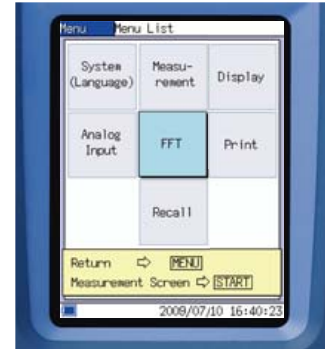 Menu Menu List
System Measu- Display
(Language) rement
Analog FFT Print
Input
Recall
Return ⇨ MENU
Measurement Screen ⇨ START
2009/07/10 16:40:23